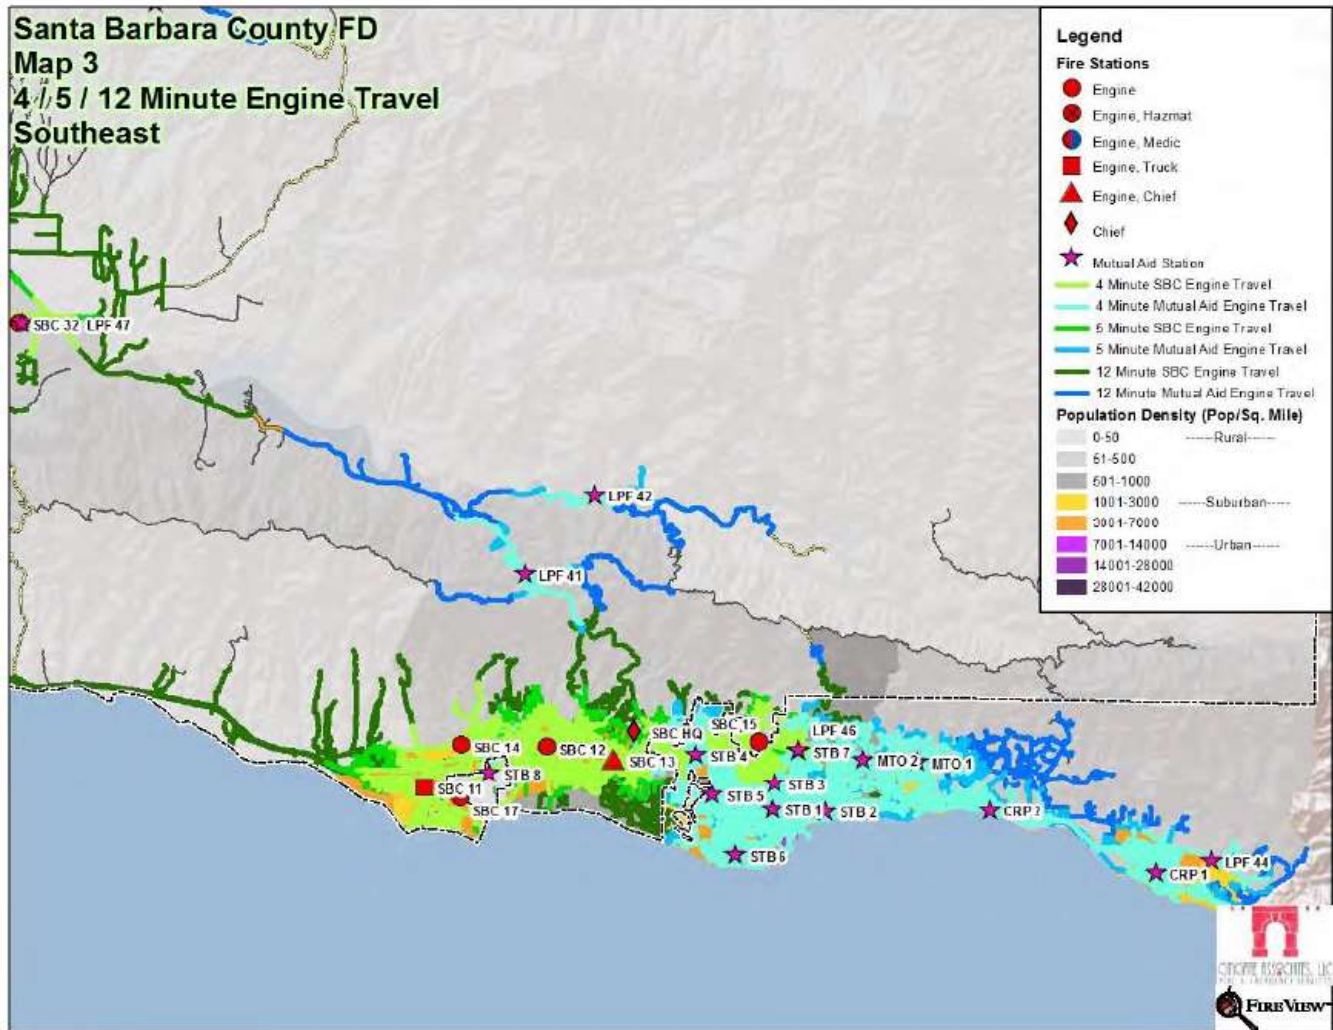 Santa Barbara County FD
Map 3
4 / 5 / 12 Minute Engine Travel
Southeast
Legend
Fire Stations
Engine
Engine, Hazmat
Engine, Medic
Engine, Truck
Engine, Chief
Chief
Mutual Aid Station
4 Minute SBC Engine Travel
4 Minute Mutual Aid Engine Travel
5 Minute SBC Engine Travel
5 Minute Mutual Aid Engine Travel
12 Minute SBC Engine Travel
12 Minute Mutual Aid Engine Travel
Population Density (Pop/Sq. Mile)
0-50 ------Rural------
51-500
501-1000
1001-3000 ------Suburban------
3001-7000
7001-14000 ------Urban------
14001-28000
28001-42000
SBC 32 LPF 47
LPF 42
LPF 41
SBC 15
SBC HQ
LPF 46
SBC 14
SBC 12
SBC 13
STB 4
STB 7
MTO 2
MTO 1
STB 8
SBC 11
STB 5
STB 3
SBC 17
STB 1
STB 2
CRP 2
STB 6
LPF 44
CRP 1
CITYGATE ASSOCIATES, LLC
FIREVIEW